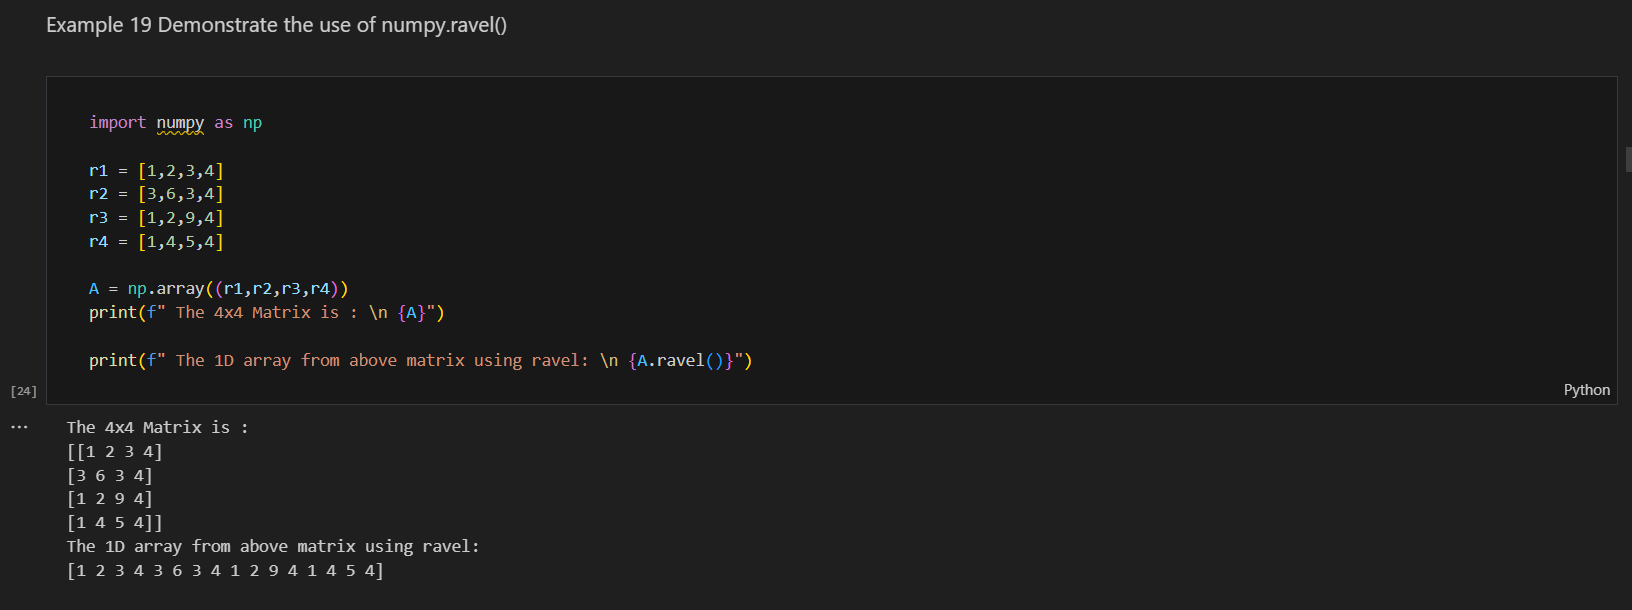 Example 19 Demonstrate the use of numpy.ravel()
import numpy as np
r1 = [1,2,3,4]
r2 = [3,6,3,4]
r3 = [1,2,9,4]
r4 = [1,4,5,4]
A = np.array((r1,r2,r3,r4))
print(f" The 4x4 Matrix is : \n {A}")
print(f" The 1D array from above matrix using ravel: \n {A.ravel()}")
[24]
Python
...
The 4x4 Matrix is :
[[1 2 3 4]
[3 6 3 4]
[1 2 9 4]
[1 4 5 4]]
The 1D array from above matrix using ravel:
[1 2 3 4 3 6 3 4 1 2 9 4 1 4 5 4]